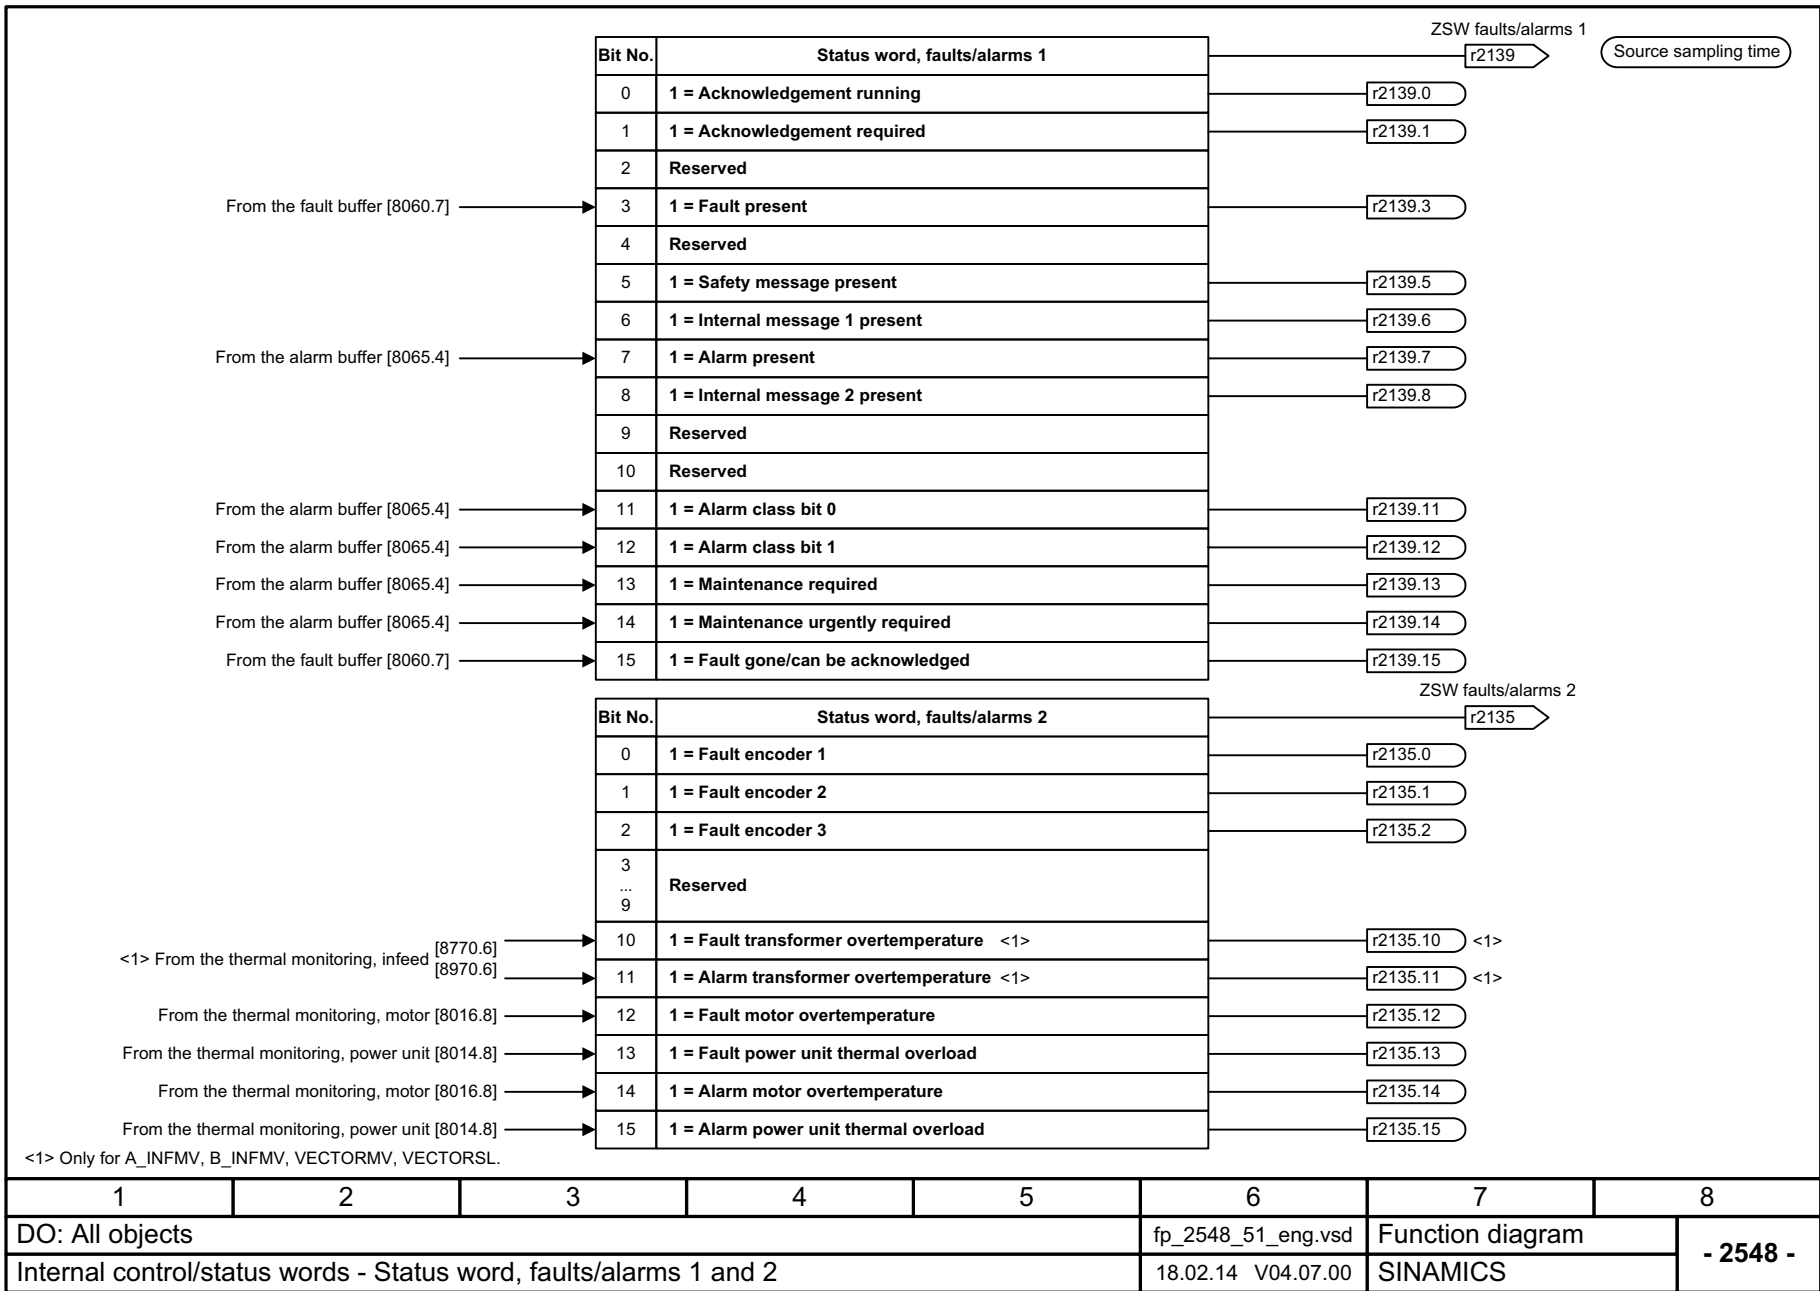 ZSW faults/alarms 1
Bit No. Status word, faults/alarms 1 r2139 Source sampling time
0 1 = Acknowledgement running r2139.0
1 1 = Acknowledgement required r2139.1
2 Reserved
From the fault buffer [8060.7] 3 1 = Fault present r2139.3
4 Reserved
5 1 = Safety message present r2139.5
6 1 = Internal message 1 present r2139.6
From the alarm buffer [8065.4] 7 1 = Alarm present r2139.7
8 1 = Internal message 2 present r2139.8
9 Reserved
10 Reserved
From the alarm buffer [8065.4] 11 1 = Alarm class bit 0 r2139.11
From the alarm buffer [8065.4] 12 1 = Alarm class bit 1 r2139.12
From the alarm buffer [8065.4] 13 1 = Maintenance required r2139.13
From the alarm buffer [8065.4] 14 1 = Maintenance urgently required r2139.14
From the fault buffer [8060.7] 15 1 = Fault gone/can be acknowledged r2139.15
ZSW faults/alarms 2
Bit No. Status word, faults/alarms 2 r2135
0 1 = Fault encoder 1 r2135.0
1 1 = Fault encoder 2 r2135.1
2 1 = Fault encoder 3 r2135.2
3
... Reserved
9
<1> From the thermal monitoring, infeed [8770.6] 10 1 = Fault transformer overtemperature <1> r2135.10 <1>
[8970.6] 11 1 = Alarm transformer overtemperature <1> r2135.11 <1>
From the thermal monitoring, motor [8016.8] 12 1 = Fault motor overtemperature r2135.12
From the thermal monitoring, power unit [8014.8] 13 1 = Fault power unit thermal overload r2135.13
From the thermal monitoring, motor [8016.8] 14 1 = Alarm motor overtemperature r2135.14
From the thermal monitoring, power unit [8014.8] 15 1 = Alarm power unit thermal overload r2135.15
<1> Only for A_INFMV, B_INFMV, VECTORMV, VECTORSL.
1 2 3 4 5 6 7 8
DO: All objects fp_2548_51_eng.vsd Function diagram - 2548 -
Internal control/status words - Status word, faults/alarms 1 and 2 18.02.14 V04.07.00 SINAMICS